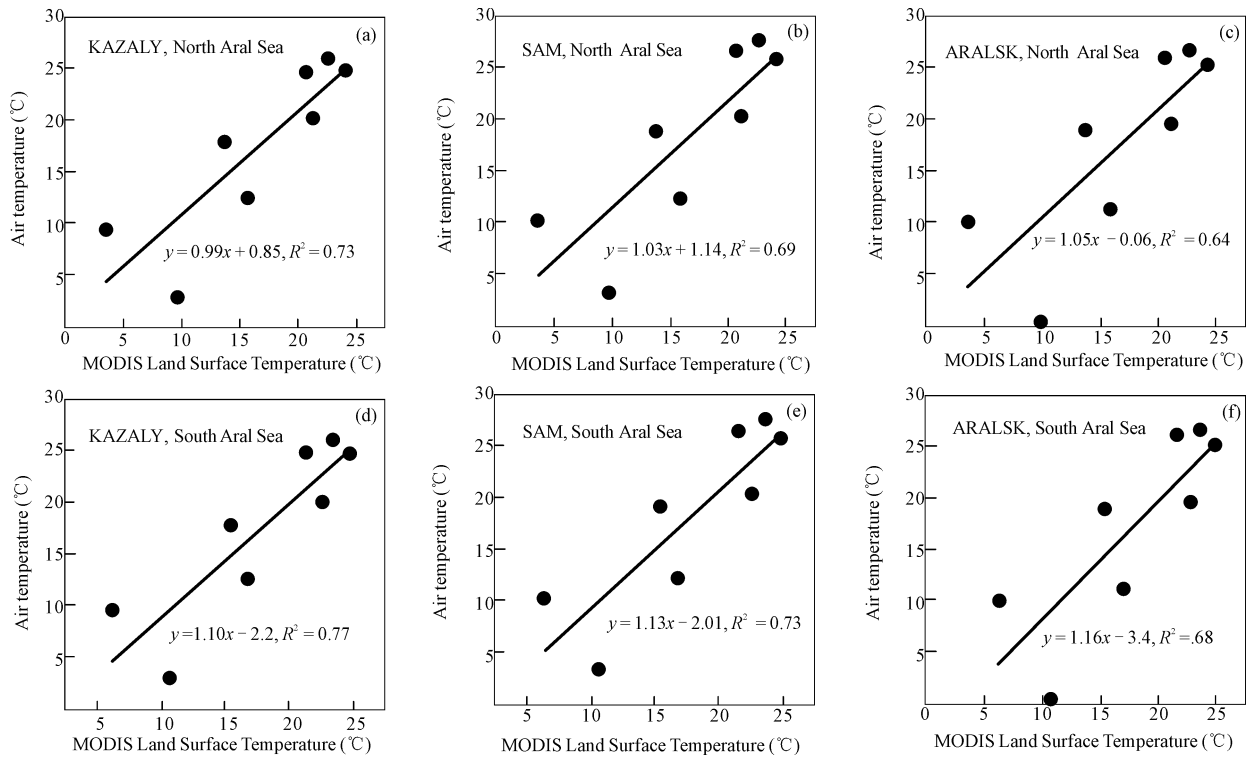 30
25
20
15
10
5
0
5
10
15
20
25
(a)
KAZALY, North Aral Sea
y=0.99x+0.85, R²=0.73
Air temperature (℃)
MODIS Land Surface Temperature (℃)
30
25
20
15
10
5
0
5
10
15
20
25
(b)
SAM, North Aral Sea
y=1.03x+1.14, R²=0.69
Air temperature (℃)
MODIS Land Surface Temperature (℃)
30
25
20
15
10
5
0
5
10
15
20
25
(c)
ARALSK, North Aral Sea
y=1.05x −0.06, R² =0.64
Air temperature (℃)
MODIS Land Surface Temperature (℃)
30
25
20
15
10
5
5
10
15
20
25
(d)
KAZALY, South Aral Sea
y=1.10x−2.2, R² =0.77
Air temperature (℃)
MODIS Land Surface Temperature (℃)
30
25
20
15
10
5
5
10
15
20
25
(e)
SAM, South Aral Sea
y=1.13x−2.01, R² =0.73
Air temperature (℃)
MODIS Land Surface Temperature (℃)
30
25
20
15
10
5
0
5
10
15
20
25
(f)
ARALSK, South Aral Sea
y=1.16x−3.4, R²=.68
Air temperature (℃)
MODIS Land Surface Temperature (℃)